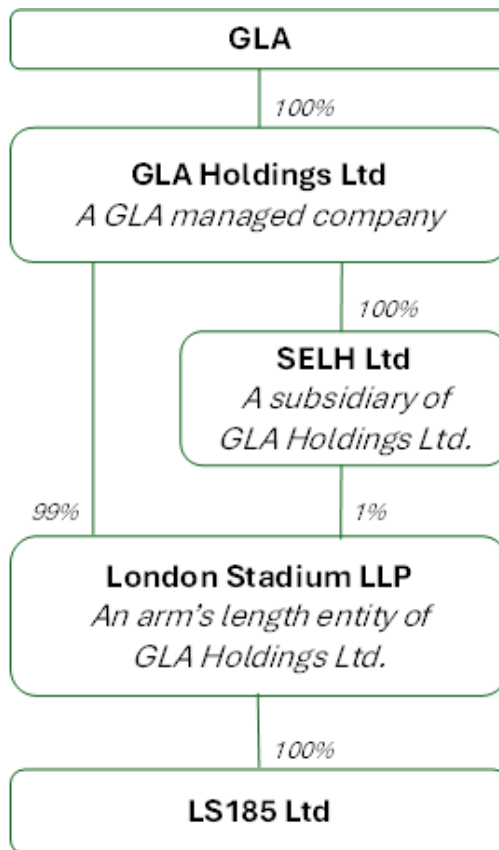 GLA
100%
GLA Holdings Ltd
A GLA managed company
100%
SELH Ltd
A subsidiary of
GLA Holdings Ltd.
99%
1%
London Stadium LLP
An arm's length entity of
GLA Holdings Ltd.
100%
LS185 Ltd